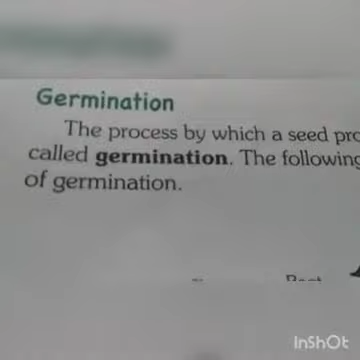 Germination
The process by which a seed pro
called germination. The following
of germination.
InShOt